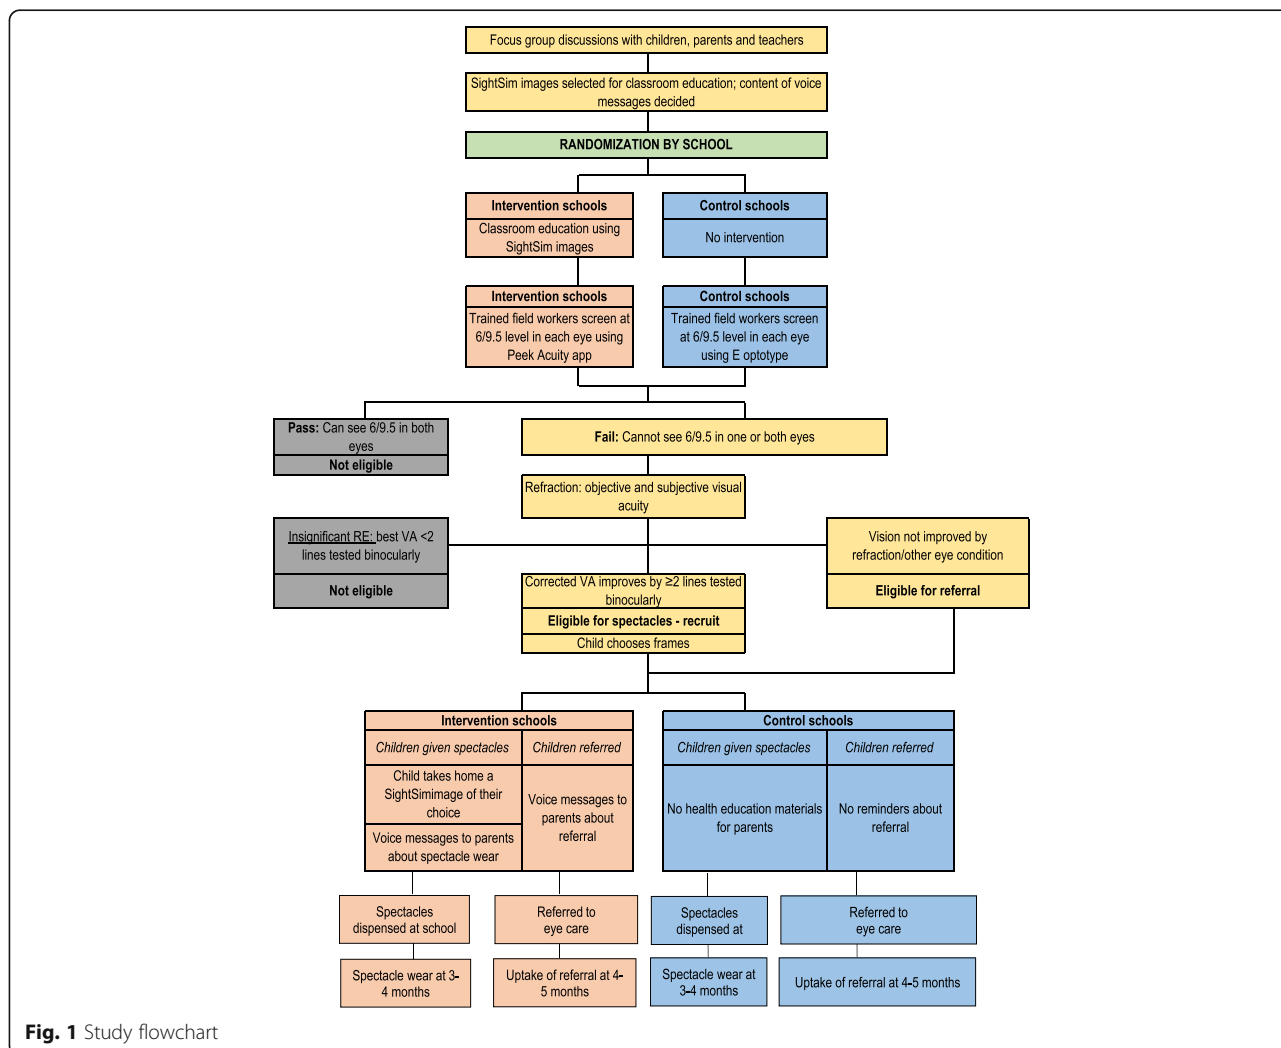 Focus group discussions with children, parents and teachers
SightSim images selected for classroom education; content of voice
messages decided
RANDOMIZATION BY SCHOOL
Intervention schools
Classroom education using
SightSim images
Control schools
No intervention
Intervention schools
Trained field workers screen at
6/9.5 level in each eye using
Peek Acuity app
Control schools
Trained field workers screen
at 6/9.5 level in each eye
using E optotype
Pass: Can see 6/9.5 in both
eyes
Not eligible
Fail: Cannot see 6/9.5 in one or both eyes
Refraction: objective and subjective visual
acuity
Insignificant RE: best VA <2
lines tested binocularly
Not eligible
Corrected VA improves by ≥2 lines tested
binocularly
Eligible for spectacles - recruit
Child chooses frames
Vision not improved by
refraction/other eye condition
Eligible for referral
Intervention schools
Children given spectacles
Child takes home a
SightSimimage of their
choice
Voice messages to parents
about spectacle wear
Children referred
Voice messages to
parents about
referral
Control schools
Children given spectacles
No health education materials
for parents
Children referred
No reminders about
referral
Spectacles
dispensed at school
Referred to
eye care
Spectacles
dispensed at
Referred to
eye care
Spectacle wear at 3-
4 months
Uptake of referral at 4-
5 months
Spectacle wear at
3-4 months
Uptake of referral at 4-5 months
Fig. 1 Study flowchart